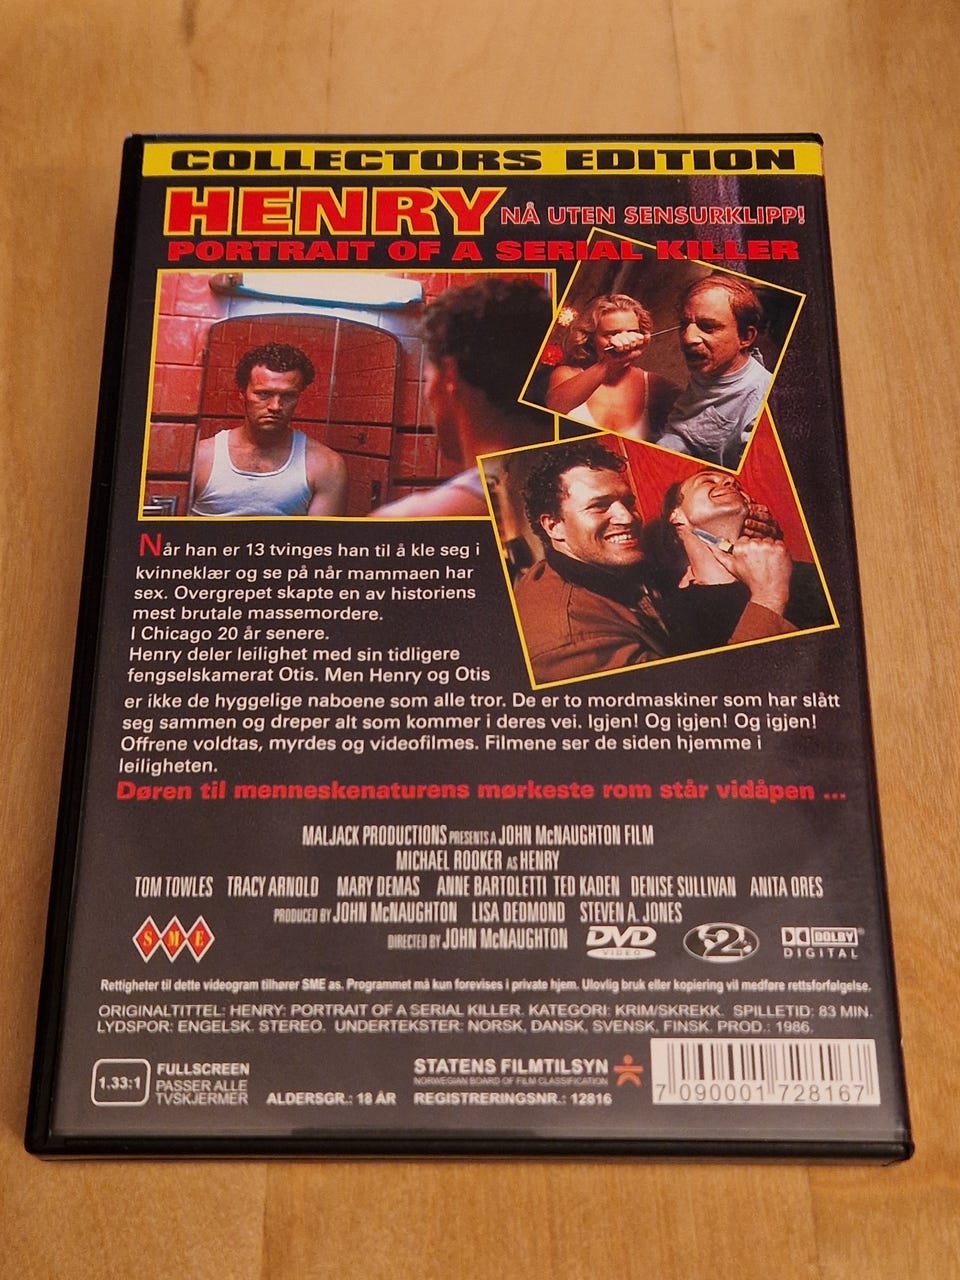 COLLECTORS EDITION
HENRY
NÅ UTEN SENSURKLIPP!
PORTRAIT OF A SERIAL KILLER
Når han er 13 tvinges han til å kle seg i
kvinneklær og se på når mammaen har
sex. Overgrepet skapte en av historiens
mest brutale massemordere.
I Chicago 20 år senere.
Henry deler leilighet med sin tidligere
fengselskamerat Otis. Men Henry og Otis
er ikke de hyggelige naboene som alle tror. De er to mordmaskiner som har slått
seg sammen og dreper alt som kommer i deres vei. Igjen! Og igjen! Og igjen!
Offrene voldtas, myrdes og videofilmes. Filmene ser de siden hjemme i
leiligheten.
Døren til menneskenaturens mørkeste rom står vidåpen ...
MALJACK PRODUCTIONS PRESENTS A JOHN McNAUGHTON FILM
MICHAEL ROOKER AS HENRY
TOM TOWLES TRACY ARNOLD MARY DEMAS ANNE BARTOLETTI TED KADEN DENISE SULLIVAN ANITA ORES
PRODUCED BY JOHN McNAUGHTON LISA DEDMOND STEVEN A. JONES
DIRECTED BY JOHN McNAUGHTON
SME
DVD
VIDEO
2
DOLBY
DIGITAL
Rettigheter til dette videogram tilhører SME as. Programmet må kun forevises i private hjem. Ulovlig bruk eller kopiering vil medføre rettsforfølgelse.
ORIGINALTITTEL: HENRY: PORTRAIT OF A SERIAL KILLER. KATEGORI: KRIM/SKREKK. SPILLETID: 83 MIN.
LYDSPOR: ENGELSK. STEREO. UNDERTEKSTER: NORSK, DANSK, SVENSK, FINSK. PROD.: 1986.
1.33:1
FULLSCREEN
PASSER ALLE
TVSKJERMER
ALDERSGR.: 18 ÅR
STATENS FILMTILSYN
NORWEGIAN BOARD OF FILM CLASSIFICATION
REGISTRERINGSNR.: 12816
7 090001 728167